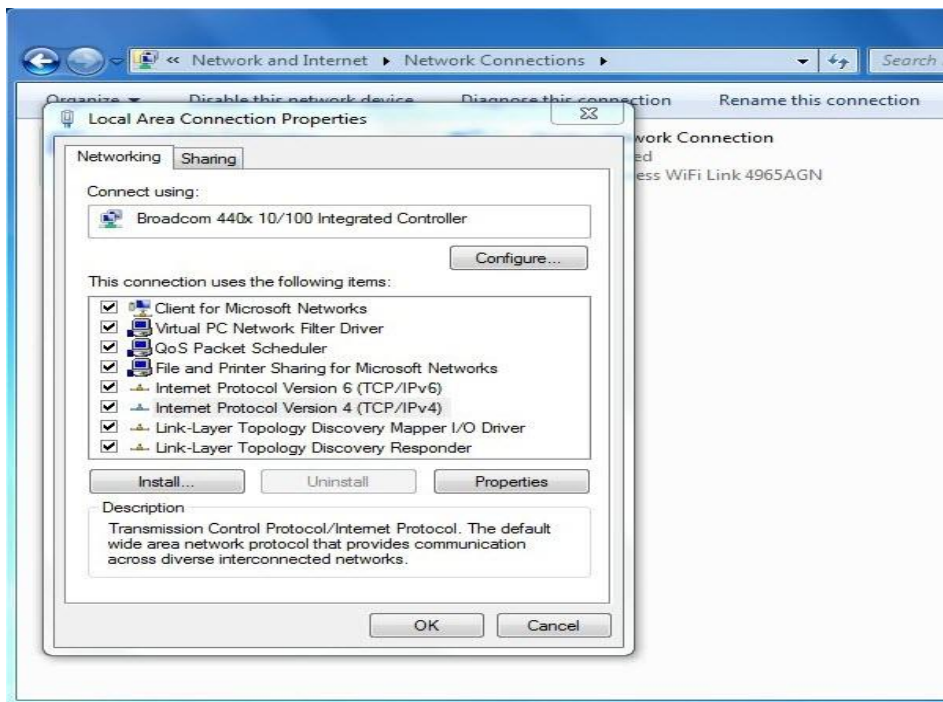 « Network and Internet ▸ Network Connections ▸
Search
Organize Disable this network device Diagnose this connection Rename this connection
Local Area Connection Properties
work Connection
ed
ess WiFi Link 4965AGN
Networking Sharing
Connect using:
Broadcom 440x 10/100 Integrated Controller
Configure...
This connection uses the following items:
Client for Microsoft Networks
Virtual PC Network Filter Driver
QoS Packet Scheduler
File and Printer Sharing for Microsoft Networks
Internet Protocol Version 6 (TCP/IPv6)
Internet Protocol Version 4 (TCP/IPv4)
Link-Layer Topology Discovery Mapper I/O Driver
Link-Layer Topology Discovery Responder
Install... Uninstall Properties
Description
Transmission Control Protocol/Internet Protocol. The default
wide area network protocol that provides communication
across diverse interconnected networks.
OK Cancel